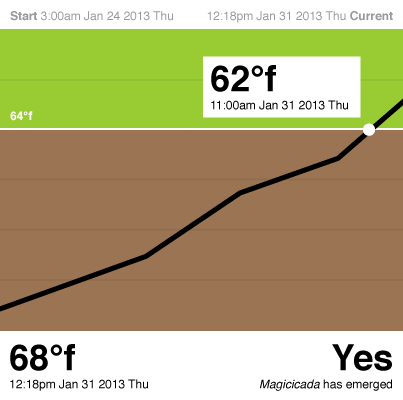 Start 3:00am Jan 24 2013 Thu
12:18pm Jan 31 2013 Thu Current
62°f
11:00am Jan 31 2013 Thu
64°f
68°f
12:18pm Jan 31 2013 Thu
Yes
Magicicada has emerged